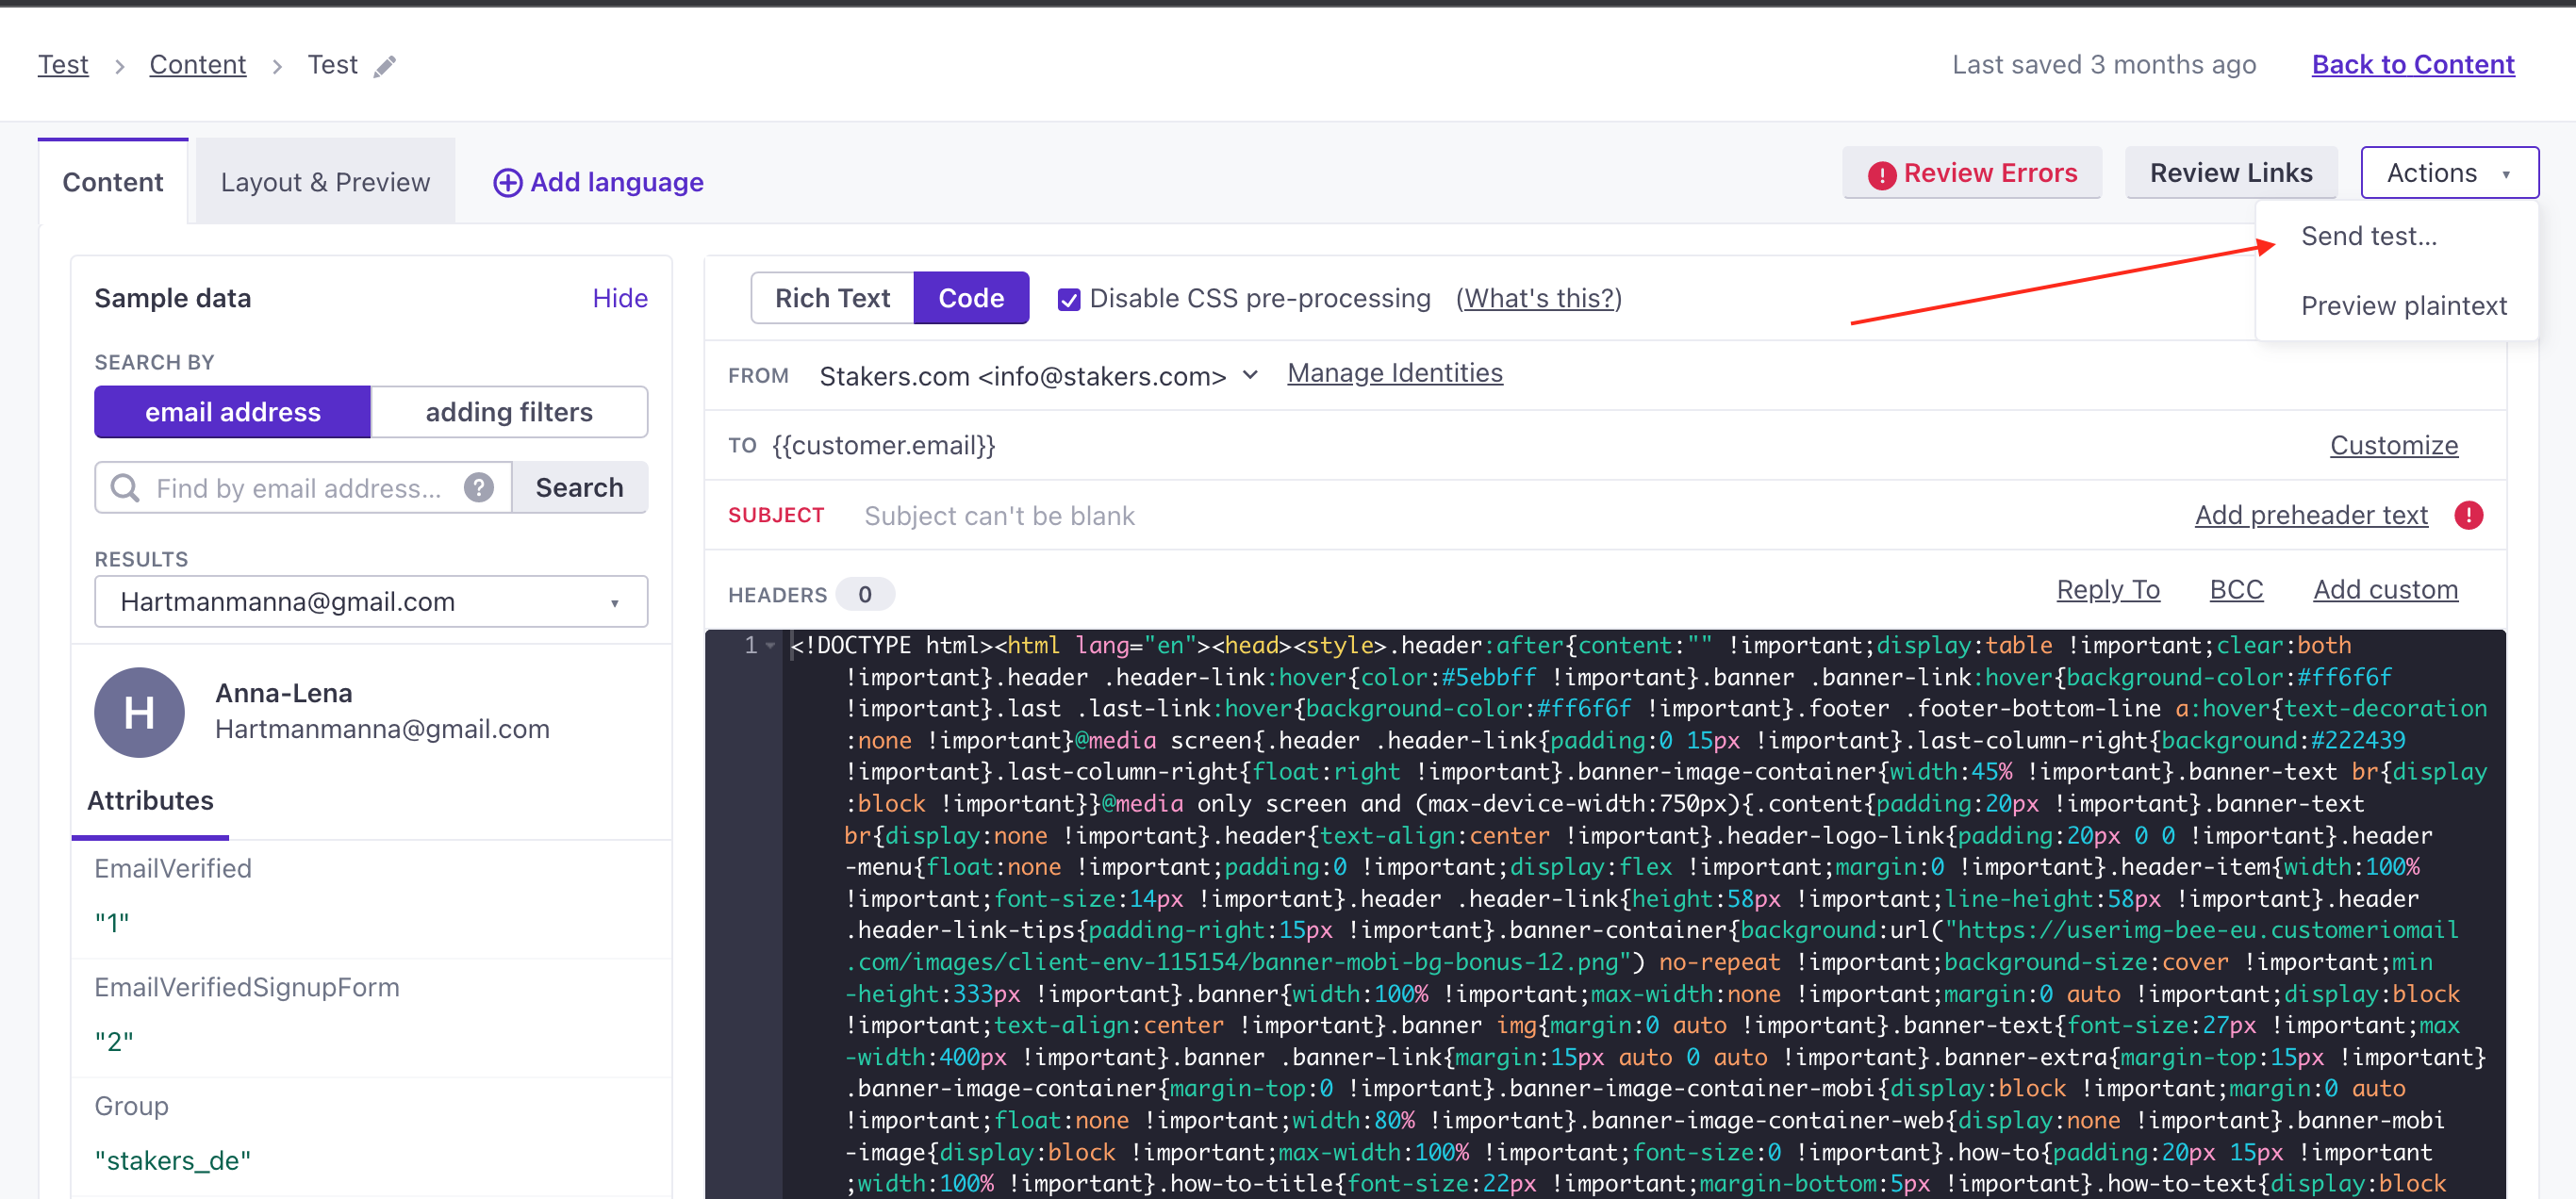 Test > Content > Test
Last saved 3 months ago
Back to Content
Content
Layout & Preview
Add language
Review Errors
Review Links
Actions
Send test...
Preview plaintext
Sample data
Hide
SEARCH BY
email address
adding filters
Find by email address...
Search
RESULTS
Hartmanmanna@gmail.com
H
Anna-Lena
Hartmanmanna@gmail.com
Attributes
EmailVerified
"1"
EmailVerifiedSignupForm
"2"
Group
"stakers_de"
Rich Text
Code
Disable CSS pre-processing (What's this?)
FROM Stakers.com <info@stakers.com> Manage Identities
TO {{customer.email}} Customize
SUBJECT Subject can't be blank Add preheader text
HEADERS 0 Reply To BCC Add custom
1 <!DOCTYPE html><html lang="en"><head><style>.header:after{content:"" !important;display:table !important;clear:both
!important}.header .header-link:hover{color:#5ebbff !important}.banner .banner-link:hover{background-color:#ff6f6f
!important}.last .last-link:hover{background-color:#ff6f6f !important}.footer .footer-bottom-line a:hover{text-decoration
:none !important}@media screen{.header .header-link{padding:0 15px !important}.last-column-right{background:#222439
!important}.last-column-right{float:right !important}.banner-image-container{width:45% !important}.banner-text br{display
:block !important}}@media only screen and (max-device-width:750px){.content{padding:20px !important}.banner-text
br{display:none !important}.header{text-align:center !important}.header-logo-link{padding:20px 0 0 !important}.header
-menu{float:none !important;padding:0 !important;display:flex !important;margin:0 !important}.header-item{width:100%
!important;font-size:14px !important}.header .header-link{height:58px !important;line-height:58px !important}.header
.header-link-tips{padding-right:15px !important}.banner-container{background:url("https://userimg-bee-eu.customeriomail
.com/images/client-env-115154/banner-mobi-bg-bonus-12.png") no-repeat !important;background-size:cover !important;min
-height:333px !important}.banner{width:100% !important;max-width:none !important;margin:0 auto !important;display:block
!important;text-align:center !important}.banner img{margin:0 auto !important}.banner-text{font-size:27px !important;max
-width:400px !important}.banner .banner-link{margin:15px auto 0 auto !important}.banner-extra{margin-top:15px !important}
.banner-image-container{margin-top:0 !important}.banner-image-container-mobi{display:block !important;margin:0 auto
!important;float:none !important;width:80% !important}.banner-image-container-web{display:none !important}.banner-mobi
-image{display:block !important;max-width:100% !important;font-size:0 !important}.how-to{padding:20px 15px !important
;width:100% !important}.how-to-title{font-size:22px !important;margin-bottom:5px !important}.how-to-text{display:block